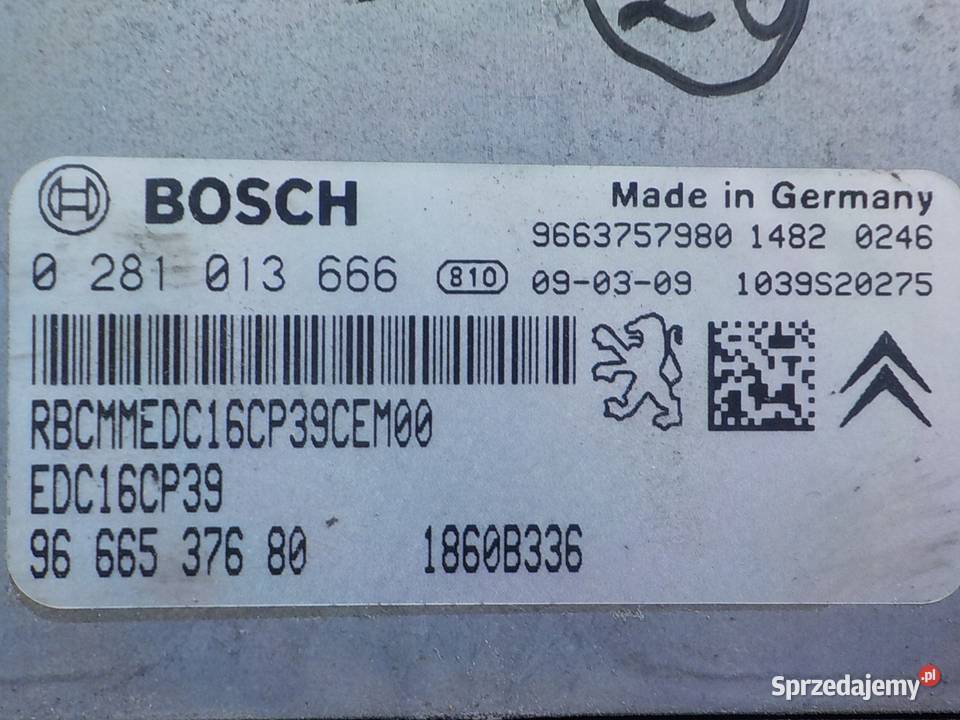 BOSCH
Made in Germany
9663757980 1482 0246
0 281 013 666 810 09-03-09 1039S20275
RBCMMEDC16CP39CEM00
EDC16CP39
96 665 376 80 1860B336
Sprzedajemy.pl